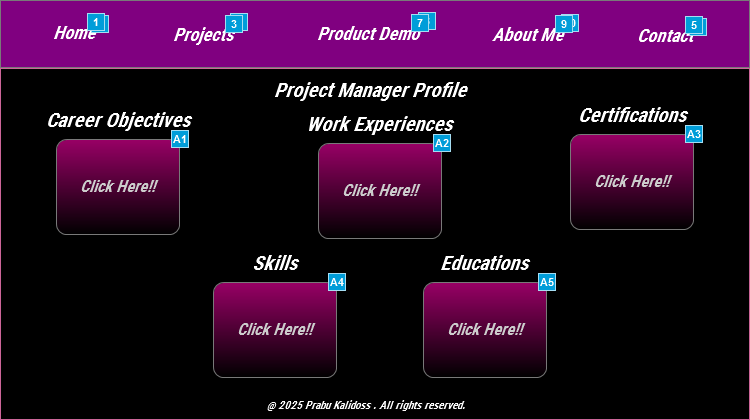 Home 1
Projects 3
Product Demo 7
About Me 9
Contact 5
Project Manager Profile
Career Objectives
Work Experiences
Certifications
A1
A2
A3
Click Here!!
Click Here!!
Click Here!!
Skills
Educations
A4
A5
Click Here!!
Click Here!!
@ 2025 Prabu Kalidoss . All rights reserved.